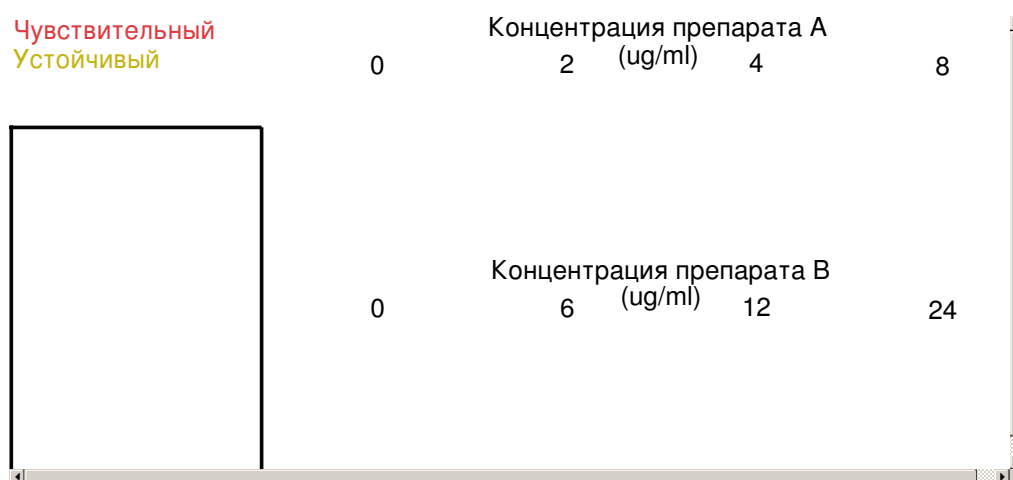 Чувствительный
Устойчивый
Концентрация препарата А
(ug/ml)
0 2 4 8
Концентрация препарата В
(ug/ml)
0 6 12 24